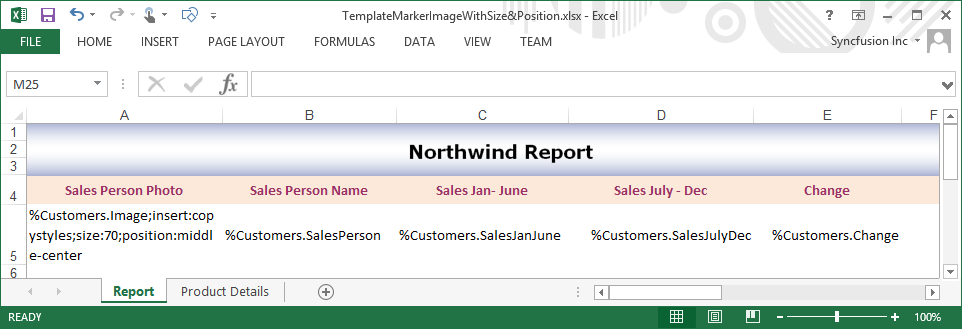 TemplateMarkerImageWithSize&Position.xlsx - Excel
FILE HOME INSERT PAGE LAYOUT FORMULAS DATA VIEW TEAM Syncfusion Inc
M25 fx
A B C D E F
1
2 Northwind Report
3
4 Sales Person Photo Sales Person Name Sales Jan- June Sales July - Dec Change
%Customers.Image;insert:co
pystyles;size:70;position:middl %Customers.SalesPerson %Customers.SalesJanJune %Customers.SalesJulyDec %Customers.Change
5 e-center
6
Report Product Details
READY 100%